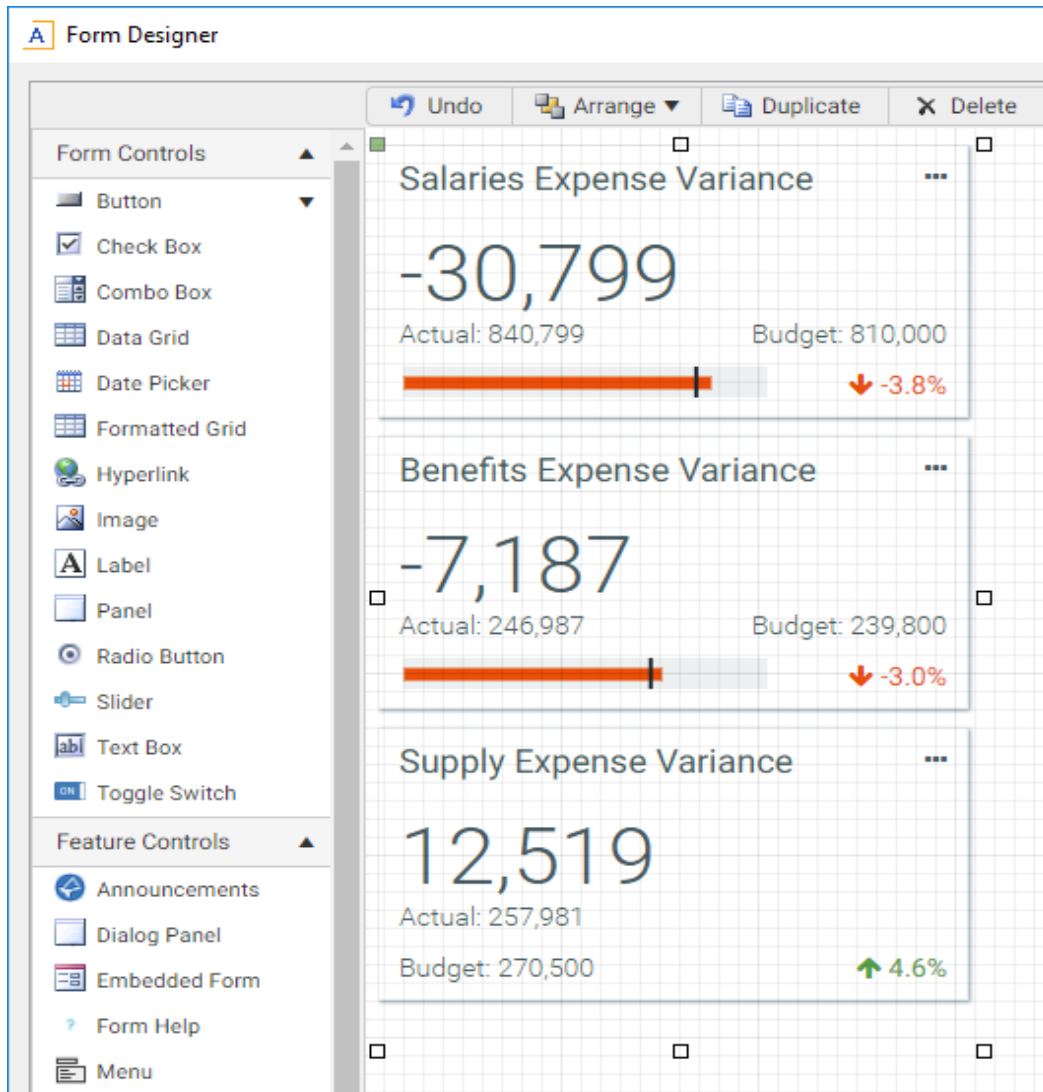 A Form Designer
Undo Arrange Duplicate Delete
Form Controls
Button
Check Box
Combo Box
Data Grid
Date Picker
Formatted Grid
Hyperlink
Image
A Label
Panel
Radio Button
Slider
abl Text Box
ON Toggle Switch
Feature Controls
Announcements
Dialog Panel
Embedded Form
? Form Help
Menu
Salaries Expense Variance
-30,799
Actual: 840,799 Budget: 810,000
-3.8%
Benefits Expense Variance
-7,187
Actual: 246,987 Budget: 239,800
-3.0%
Supply Expense Variance
12,519
Actual: 257,981
Budget: 270,500 4.6%